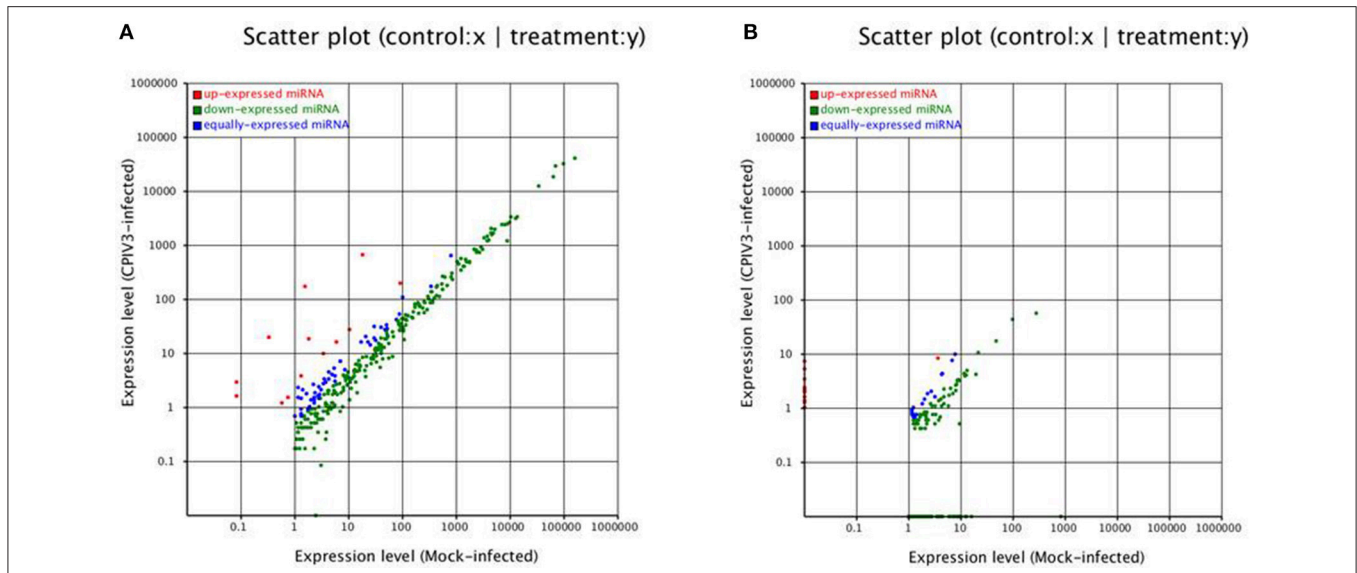 A
Scatter plot (control:x | treatment:y)
1000000
100000
10000
1000
100
10
1
0.1
up-expressed miRNA
down-expressed miRNA
equally-expressed miRNA
Expression level (CPIV3-infected)
0.1 1 10 100 1000 10000 100000 1000000
Expression level (Mock-infected)
B
Scatter plot (control:x | treatment:y)
1000000
100000
10000
1000
100
10
1
0.1
up-expressed miRNA
down-expressed miRNA
equally-expressed miRNA
Expression level (CPIV3-infected)
0.1 1 10 100 1000 10000 100000 1000000
Expression level (Mock-infected)